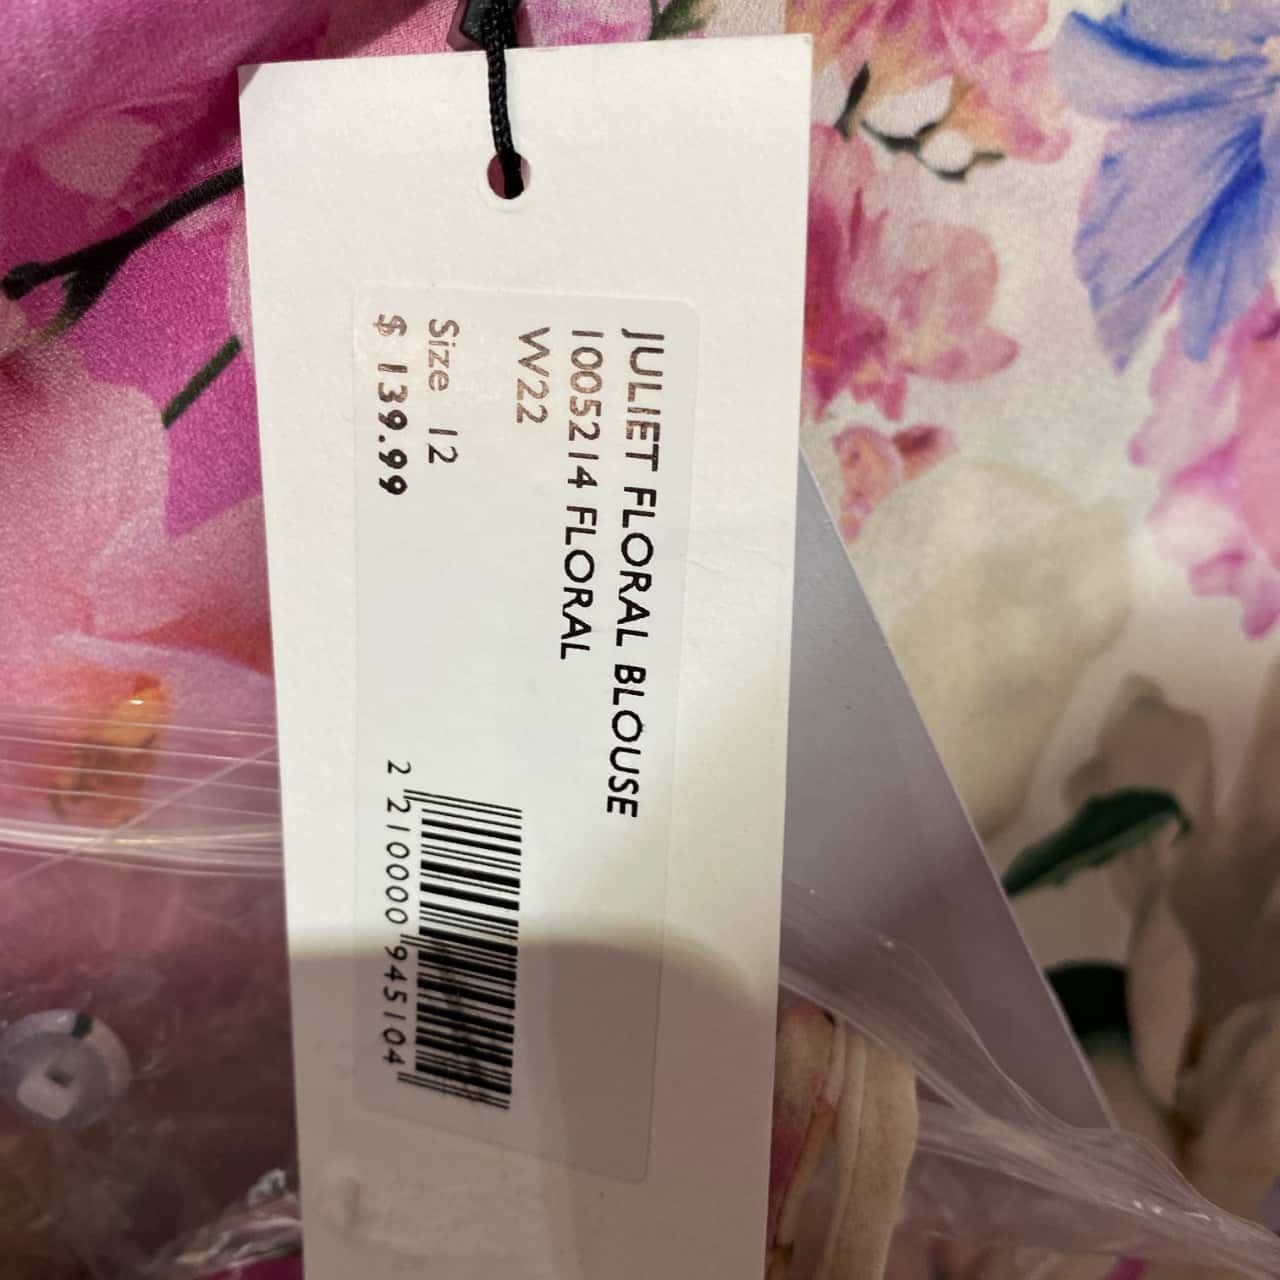 JULIET FLORAL BLOUSE
1005214 FLORAL
W22
Size 12
$ 139.99
2 210000 945104